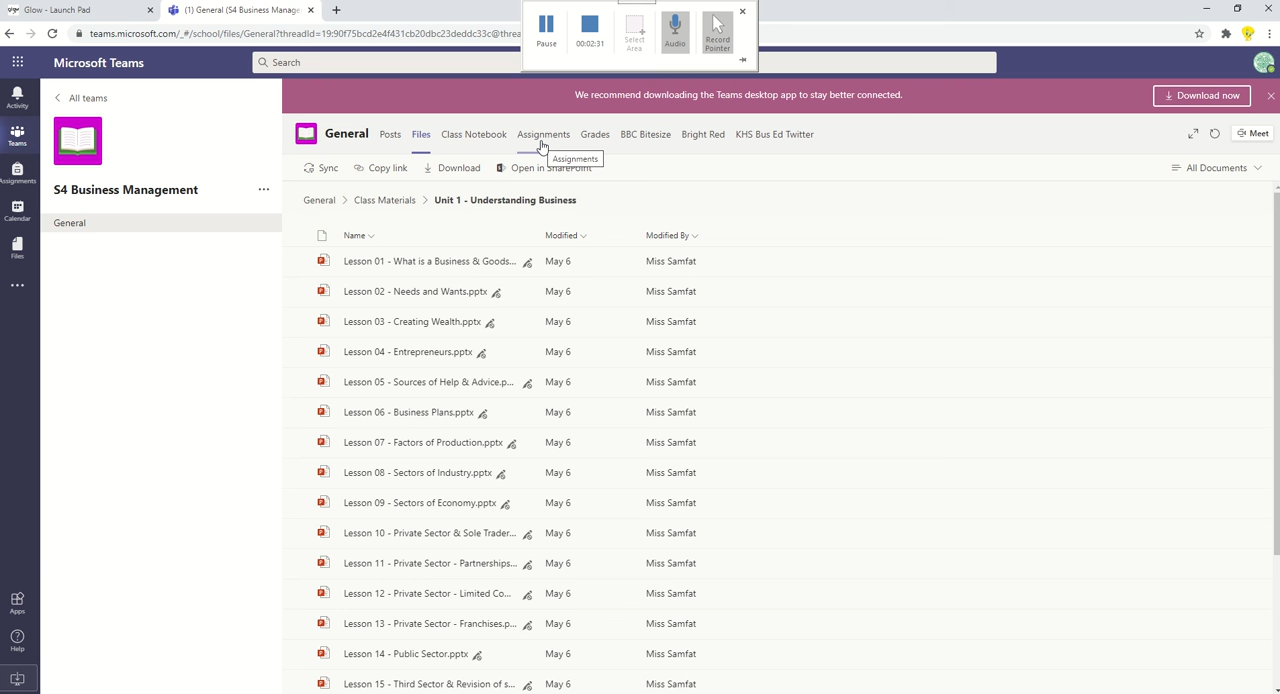 Glow - Launch Pad
(1) General (S4 Business Manage
teams.microsoft.com/_#/school/files/General?threadId=19:90f75bcd2e4f431cb20dbc23deddc33c@threa
Pause
00:02:31
Select
Area
Audio
Record
Pointer
Microsoft Teams
Search
We recommend downloading the Teams desktop app to stay better connected.
Download now
Activity
Teams
Assignments
Calendar
Files
Apps
Help
All teams
S4 Business Management
General
General
Posts
Files
Class Notebook
Assignments
Grades
BBC Bitesize
Bright Red
KHS Bus Ed Twitter
Meet
Assignments
Sync
Copy link
Download
Open in SharePoint
All Documents
General > Class Materials > Unit 1 - Understanding Business
Name Modified Modified By
Lesson 01 - What is a Business & Goods... May 6 Miss Samfat
Lesson 02 - Needs and Wants.pptx May 6 Miss Samfat
Lesson 03 - Creating Wealth.pptx May 6 Miss Samfat
Lesson 04 - Entrepreneurs.pptx May 6 Miss Samfat
Lesson 05 - Sources of Help & Advice.p... May 6 Miss Samfat
Lesson 06 - Business Plans.pptx May 6 Miss Samfat
Lesson 07 - Factors of Production.pptx May 6 Miss Samfat
Lesson 08 - Sectors of Industry.pptx May 6 Miss Samfat
Lesson 09 - Sectors of Economy.pptx May 6 Miss Samfat
Lesson 10 - Private Sector & Sole Trader... May 6 Miss Samfat
Lesson 11 - Private Sector - Partnerships... May 6 Miss Samfat
Lesson 12 - Private Sector - Limited Co... May 6 Miss Samfat
Lesson 13 - Private Sector - Franchises.p... May 6 Miss Samfat
Lesson 14 - Public Sector.pptx May 6 Miss Samfat
Lesson 15 - Third Sector & Revision of s... May 6 Miss Samfat